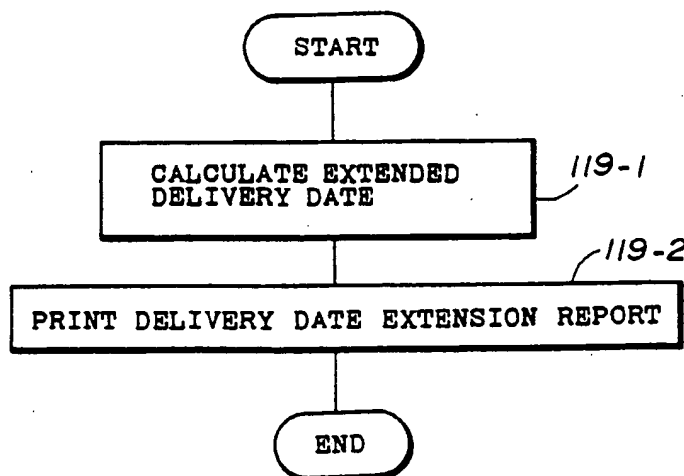 START
CALCULATE EXTENDED
DELIVERY DATE
119-1
119-2
PRINT DELIVERY DATE EXTENSION REPORT
END